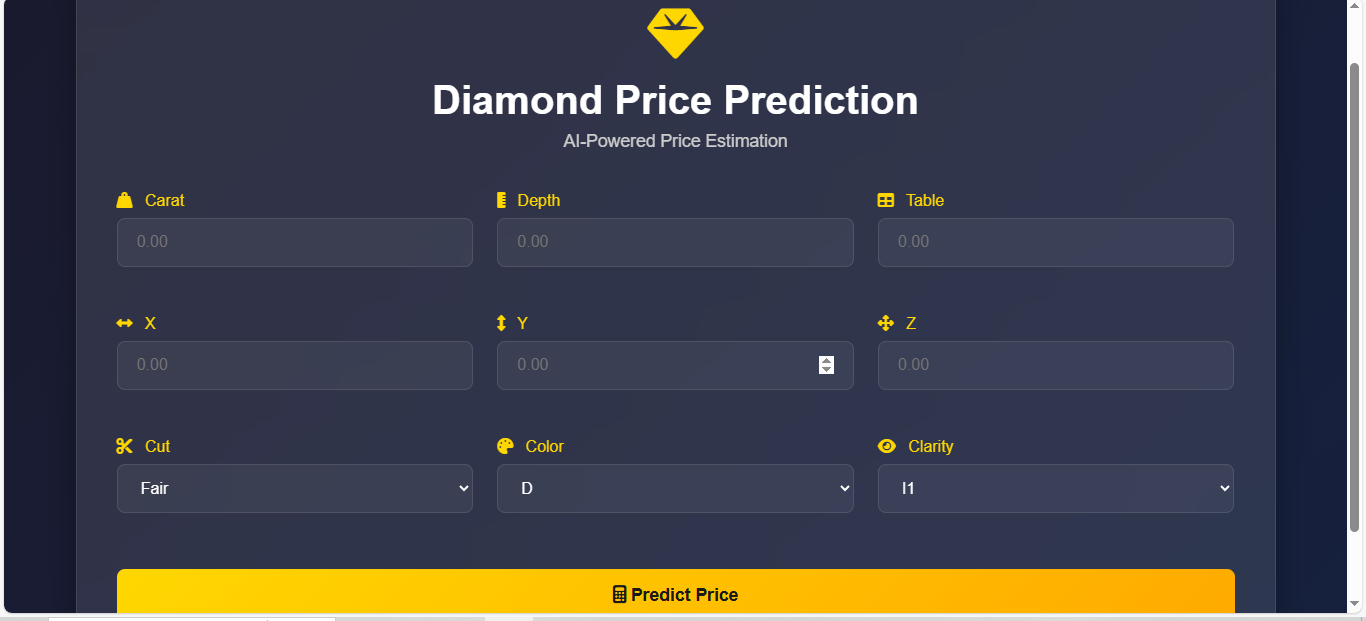 Diamond Price Prediction
AI-Powered Price Estimation
Carat Depth Table
0.00 0.00 0.00
X Y Z
0.00 0.00 0.00
Cut Color Clarity
Fair D I1
Predict Price